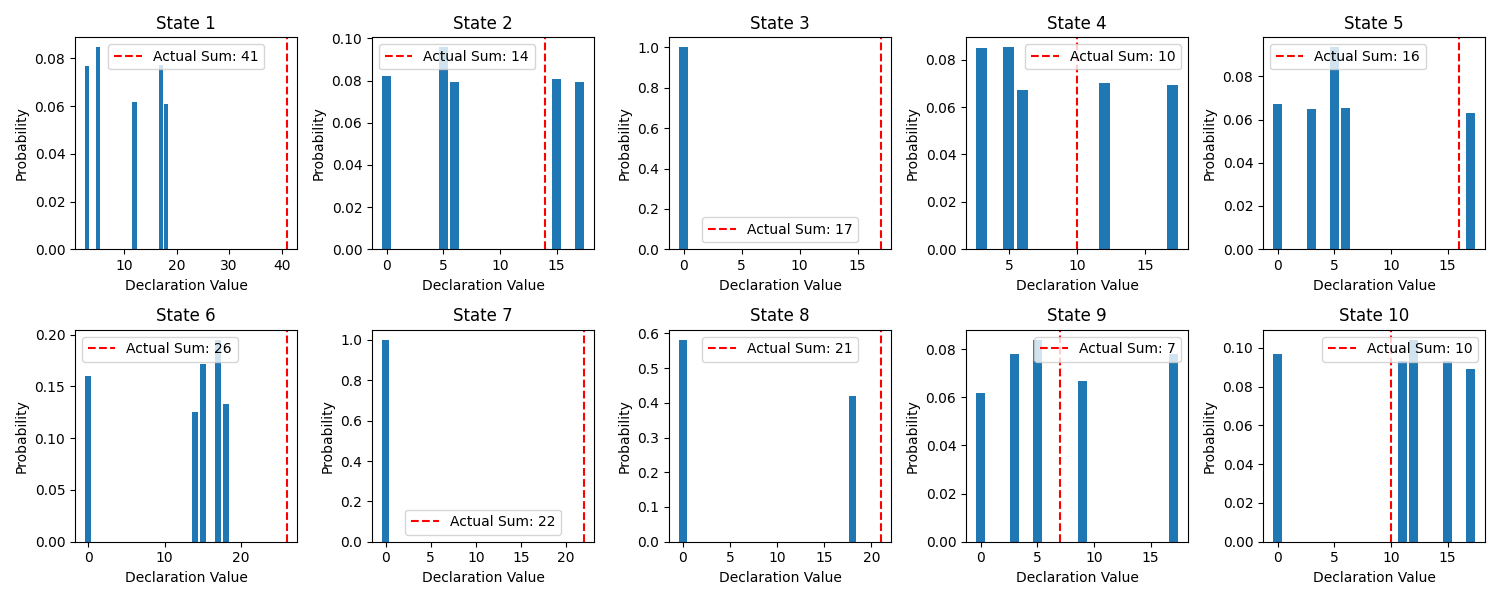 State 1
Actual Sum: 41
Probability
0.08
0.06
0.04
0.02
0.00
10 20 30 40
Declaration Value
State 2
Actual Sum: 14
Probability
0.10
0.08
0.06
0.04
0.02
0.00
0 5 10 15
Declaration Value
State 3
Actual Sum: 17
Probability
1.0
0.8
0.6
0.4
0.2
0.0
0 5 10 15
Declaration Value
State 4
Actual Sum: 10
Probability
0.08
0.06
0.04
0.02
0.00
5 10 15
Declaration Value
State 5
Actual Sum: 16
Probability
0.08
0.06
0.04
0.02
0.00
0 5 10 15
Declaration Value
State 6
Actual Sum: 26
Probability
0.20
0.15
0.10
0.05
0.00
0 10 20
Declaration Value
State 7
Actual Sum: 22
Probability
1.0
0.8
0.6
0.4
0.2
0.0
0 5 10 15 20
Declaration Value
State 8
Actual Sum: 21
Probability
0.6
0.5
0.4
0.3
0.2
0.1
0.0
0 5 10 15 20
Declaration Value
State 9
Actual Sum: 7
Probability
0.08
0.06
0.04
0.02
0.00
0 5 10 15
Declaration Value
State 10
Actual Sum: 10
Probability
0.10
0.08
0.06
0.04
0.02
0.00
0 5 10 15
Declaration Value